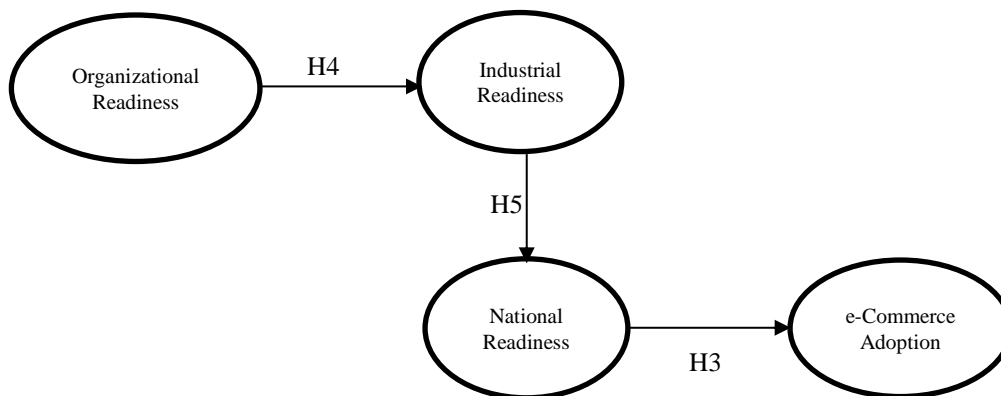 Organizational
Readiness
H4
Industrial
Readiness
H5
National
Readiness
H3
e-Commerce
Adoption